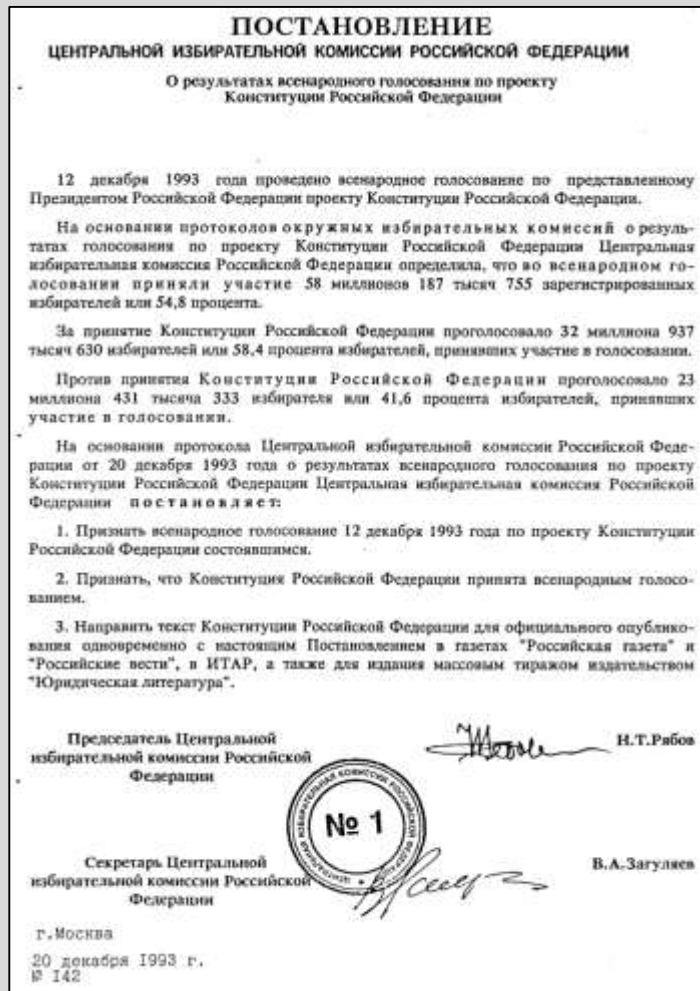 ПОСТАНОВЛЕНИЕ
ЦЕНТРАЛЬНОЙ ИЗБИРАТЕЛЬНОЙ КОМИССИИ РОССИЙСКОЙ ФЕДЕРАЦИИ
О результатах всенародного голосования по проекту
Конституции Российской Федерации
12 декабря 1993 года проведено всенародное голосование по представленному
Президентом Российской Федерации проекту Конституции Российской Федерации.
На основании протоколов окружных избирательных комиссий о резуль-
татах голосования по проекту Конституции Российской Федерации Центральная
избирательная комиссия Российской Федерации определила, что во всенародном го-
лосовании приняли участие 58 миллионов 187 тысяч 755 зарегистрированных
избирателей или 54,8 процента.
За принятие Конституции Российской Федерации проголосовало 32 миллиона 937
тысяч 630 избирателей или 58,4 процента избирателей, принявших участие в голосовании.
Против принятия Конституции Российской Федерации проголосовало 23
миллиона 431 тысяча 333 избирателя или 41,6 процента избирателей, принявших
участие в голосовании.
На основании протокола Центральной избирательной комиссии Российской Феде-
рации от 20 декабря 1993 года о результатах всенародного голосования по проекту
Конституции Российской Федерации Центральная избирательная комиссия Российской
Федерации постановляет:
1. Признать всенародное голосование 12 декабря 1993 года по проекту Конституции
Российской Федерации состоявшимся.
2. Признать, что Конституция Российской Федерации принята всенародным голосо-
ванием.
3. Направить текст Конституции Российской Федерации для официального опублико-
вания одновременно с настоящим Постановлением в газетах "Российская газета" и
"Российские вести", в ИТАР, а также для издания массовым тиражом издательством
"Юридическая литература".
Председатель Центральной
избирательной комиссии Российской
Федерации
Н.Т.Рябов
ЦЕНТРАЛЬНАЯ ИЗБИРАТЕЛЬНАЯ КОМИССИЯ РОССИЙСКОЙ ФЕДЕРАЦИИ
№ 1
Секретарь Центральной
избирательной комиссии Российской
Федерации
В.А.Загуляев
г.Москва
20 декабря 1993 г.
№ 142